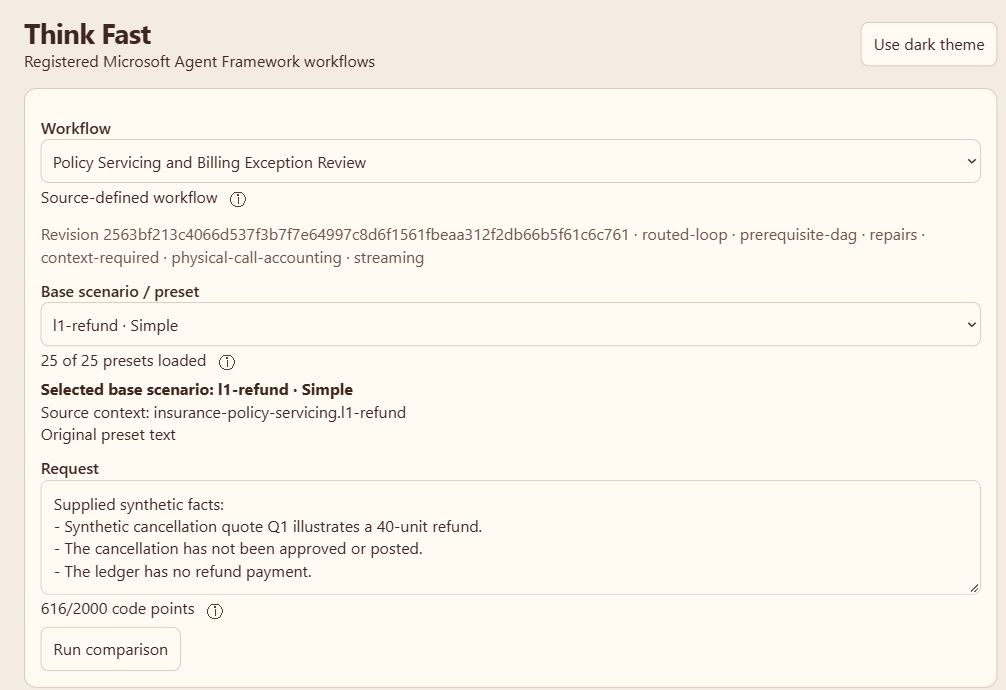 Think Fast
Registered Microsoft Agent Framework workflows
Use dark theme
Workflow
Policy Servicing and Billing Exception Review
Source-defined workflow ⓘ
Revision 2563bf213c4066d537f3b7f7e64997c8d6f1561fbeaa312f2db66b5f61c6c761 · routed-loop · prerequisite-dag · repairs ·
context-required · physical-call-accounting · streaming
Base scenario / preset
l1-refund · Simple
25 of 25 presets loaded ⓘ
Selected base scenario: l1-refund · Simple
Source context: insurance-policy-servicing.l1-refund
Original preset text
Request
Supplied synthetic facts:
- Synthetic cancellation quote Q1 illustrates a 40-unit refund.
- The cancellation has not been approved or posted.
- The ledger has no refund payment.
616/2000 code points ⓘ
Run comparison